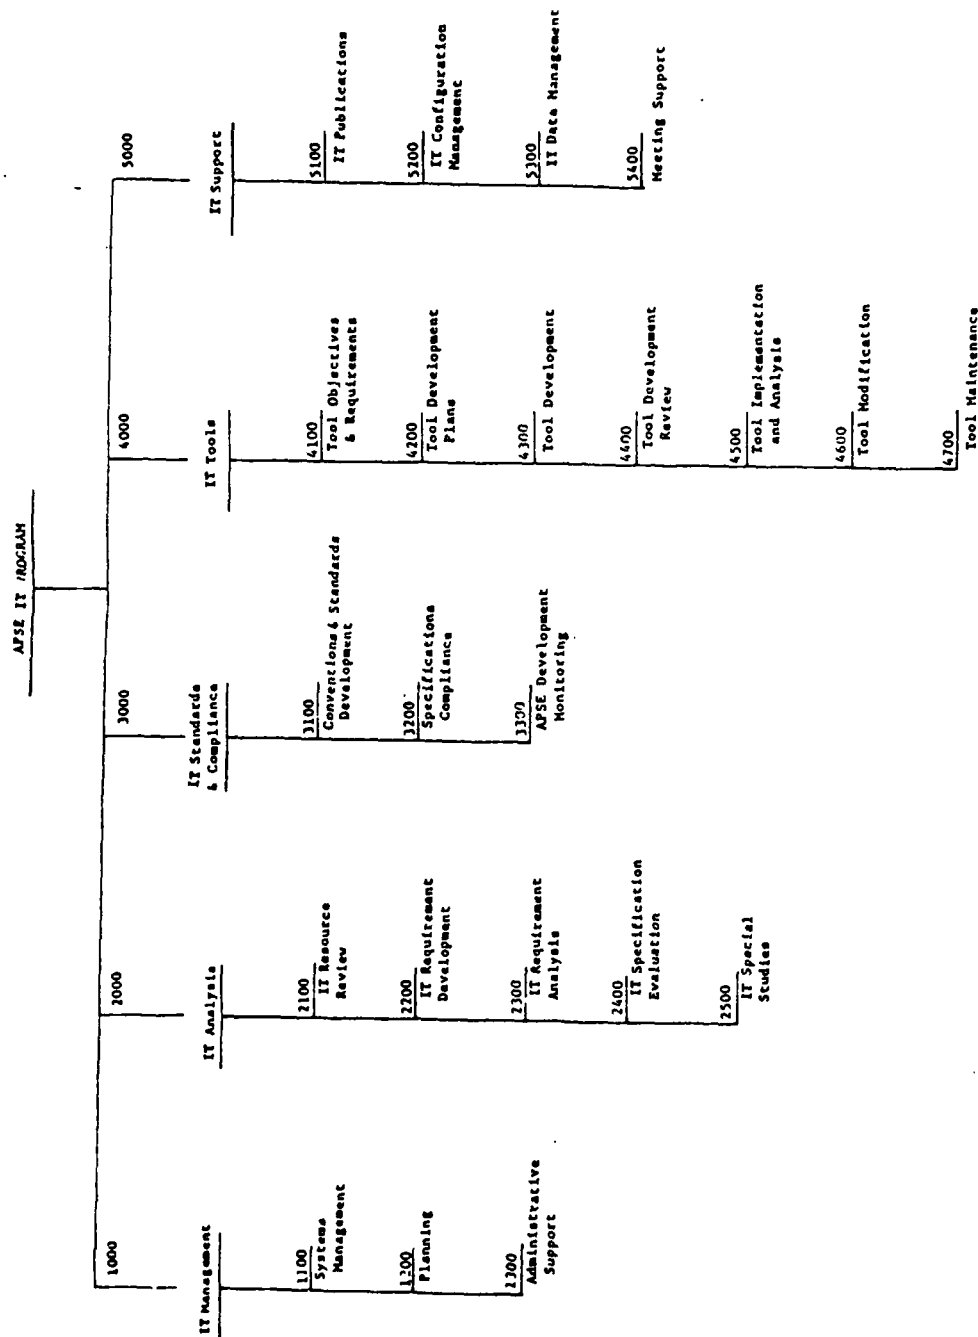 APSE IT PROGRAM
1000
IT Management
1100
Systems
Management
1200
Planning
1300
Administrative
Support
2000
IT Analysis
2100
IT Resource
Review
2200
IT Requirement
Development
2300
IT Requirement
Analysis
2400
IT Specification
Evaluation
2500
IT Special
Studies
3000
IT Standards
& Compliance
3100
Conventions & Standards
Development
3200
Specifications
Compliance
3300
APSE Development
Monitoring
4000
IT Tools
4100
Tool Objectives
& Requirements
4200
Tool Development
Plans
4300
Tool Development
4400
Tool Development
Review
4500
Tool Implementation
and Analysis
4600
Tool Modification
4700
Tool Maintenance
5000
IT Support
5100
IT Publications
5200
IT Configuration
Management
5300
IT Data Management
5400
Meeting Support